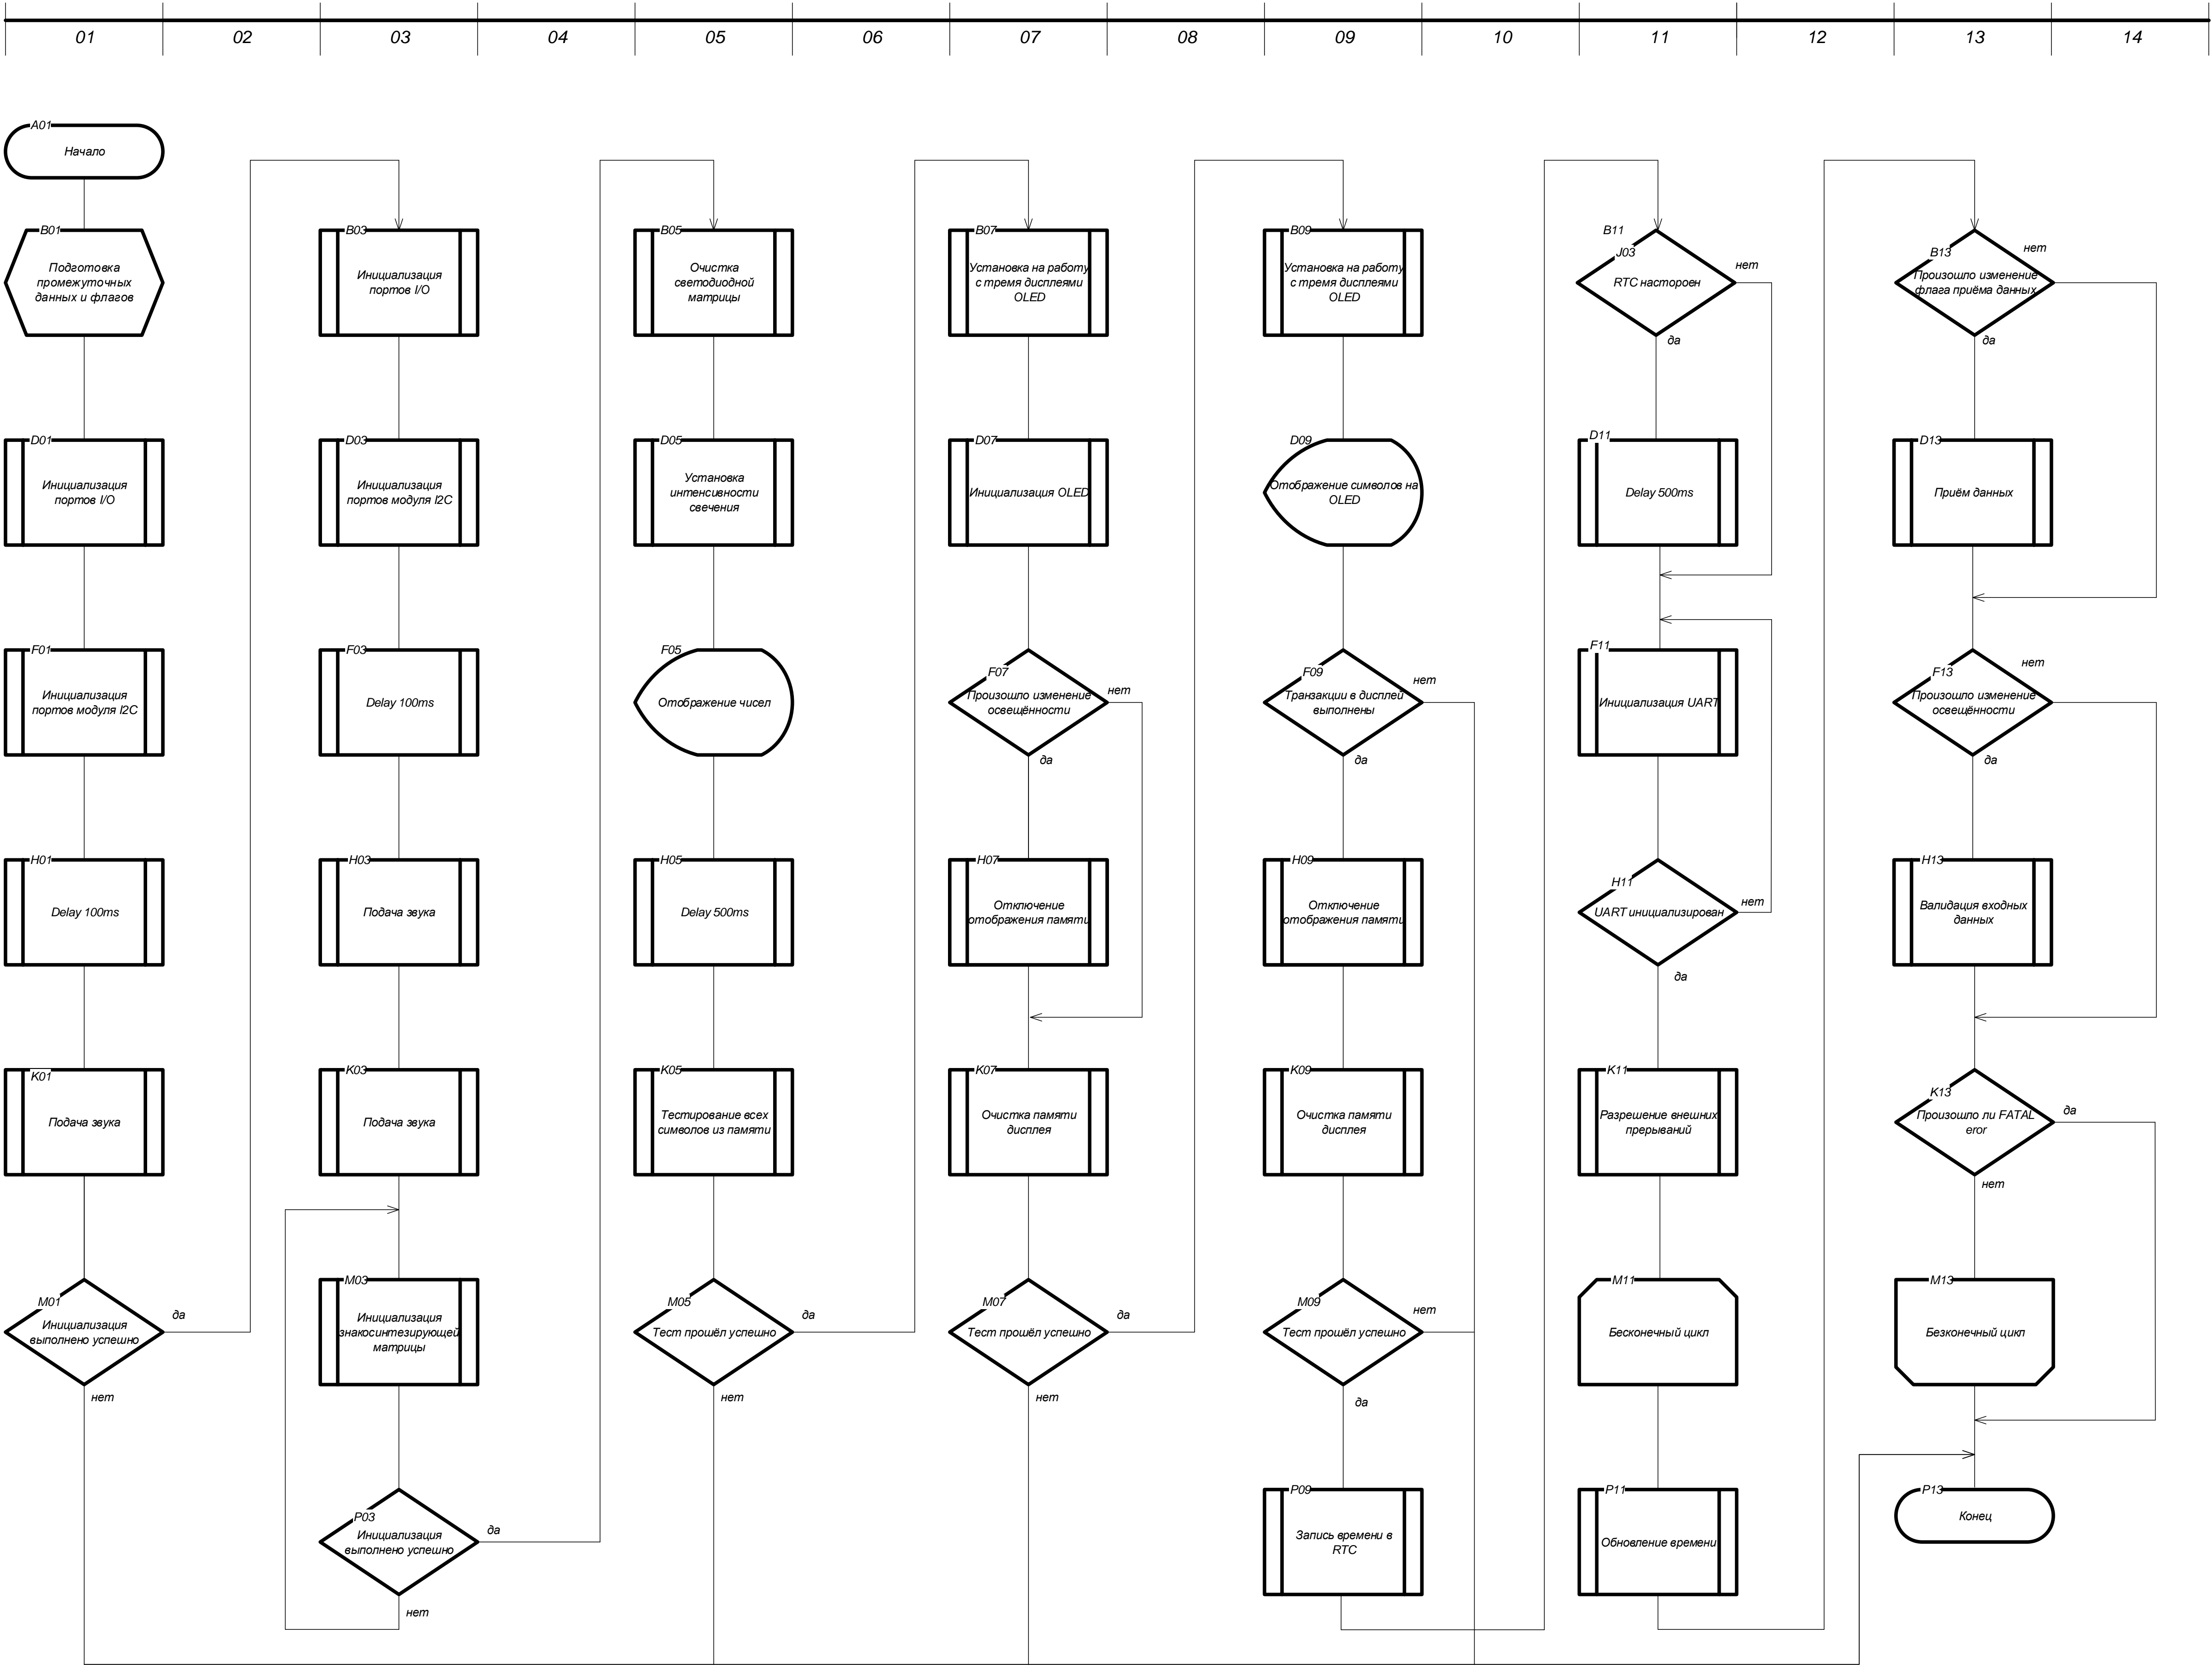 01
02
03
04
05
06
07
08
09
10
11
12
13
14
A01
Начало
B01
Подготовка
промежуточных
данных и флагов
D01
Инициализация
портов I/O
F01
Инициализация
портов модуля I2C
H01
Delay 100ms
K01
Подача звука
M01
Инициализация
выполнено успешно
да
нет
B03
Инициализация
портов I/O
D03
Инициализация
портов модуля I2C
F03
Delay 100ms
H03
Подача звука
K03
Подача звука
M03
Инициализация
знакосинтезирующей
матрицы
P03
Инициализация
выполнено успешно
да
нет
B05
Очистка
светодиодной
матрицы
D05
Установка
интенсивности
свечения
F05
Отображение чисел
H05
Delay 500ms
K05
Тестирование всех
символов из памяти
M05
Тест прошёл успешно
да
нет
B07
Установка на работу
с тремя дисплеями
OLED
D07
Инициализация OLED
F07
Произошло изменение
освещённости
нет
да
H07
Отключение
отображения памяти
K07
Очистка памяти
дисплея
M07
Тест прошёл успешно
да
нет
B09
Установка на работу
с тремя дисплеями
OLED
D09
Отображение символов на
OLED
F09
Транзакции в дисплей
выполнены
нет
да
H09
Отключение
отображения памяти
K09
Очистка памяти
дисплея
M09
Тест прошёл успешно
нет
да
P09
Запись времени в
RTC
B11
J03
RTC насторoен
нет
да
D11
Delay 500ms
F11
Инициализация UART
H11
UART инициализирован
нет
да
K11
Разрешение внешних
прерываний
M11
Бесконечный цикл
P11
Обновление времени
B13
Произошло изменение
флага приёма данных
нет
да
D13
Приём данных
F13
Произошло изменение
освещённости
нет
да
H13
Валидация входных
данных
K13
Произошло ли FATAL
eror
да
нет
M13
Безконечный цикл
P13
Конец